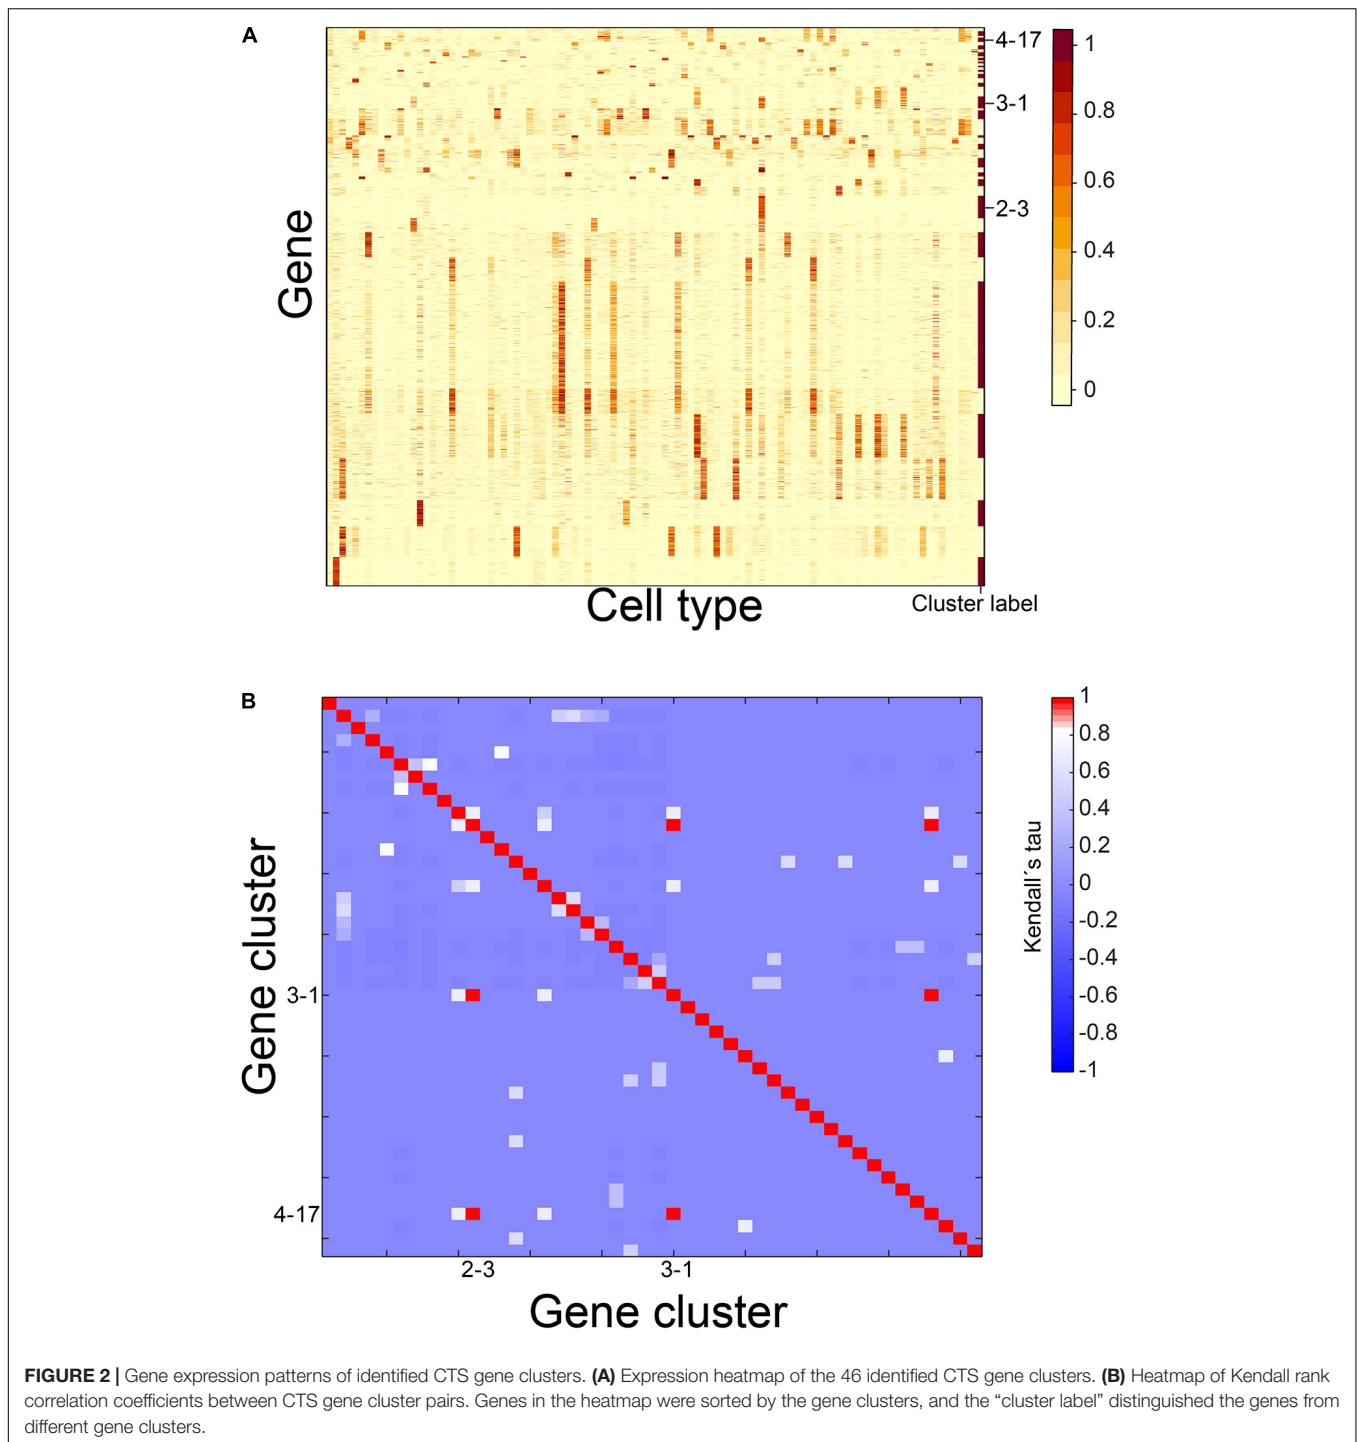 A
Gene
4-17
3-1
2-3
1
0.8
0.6
0.4
0.2
0
Cell type
Cluster label
B
Gene cluster
3-1
4-17
2-3
3-1
Gene cluster
1
0.8
0.6
0.4
0.2
0
-0.2
-0.4
-0.6
-0.8
-1
Kendall´s tau
FIGURE 2 | Gene expression patterns of identified CTS gene clusters. (A) Expression heatmap of the 46 identified CTS gene clusters. (B) Heatmap of Kendall rank
correlation coefficients between CTS gene cluster pairs. Genes in the heatmap were sorted by the gene clusters, and the “cluster label” distinguished the genes from
different gene clusters.